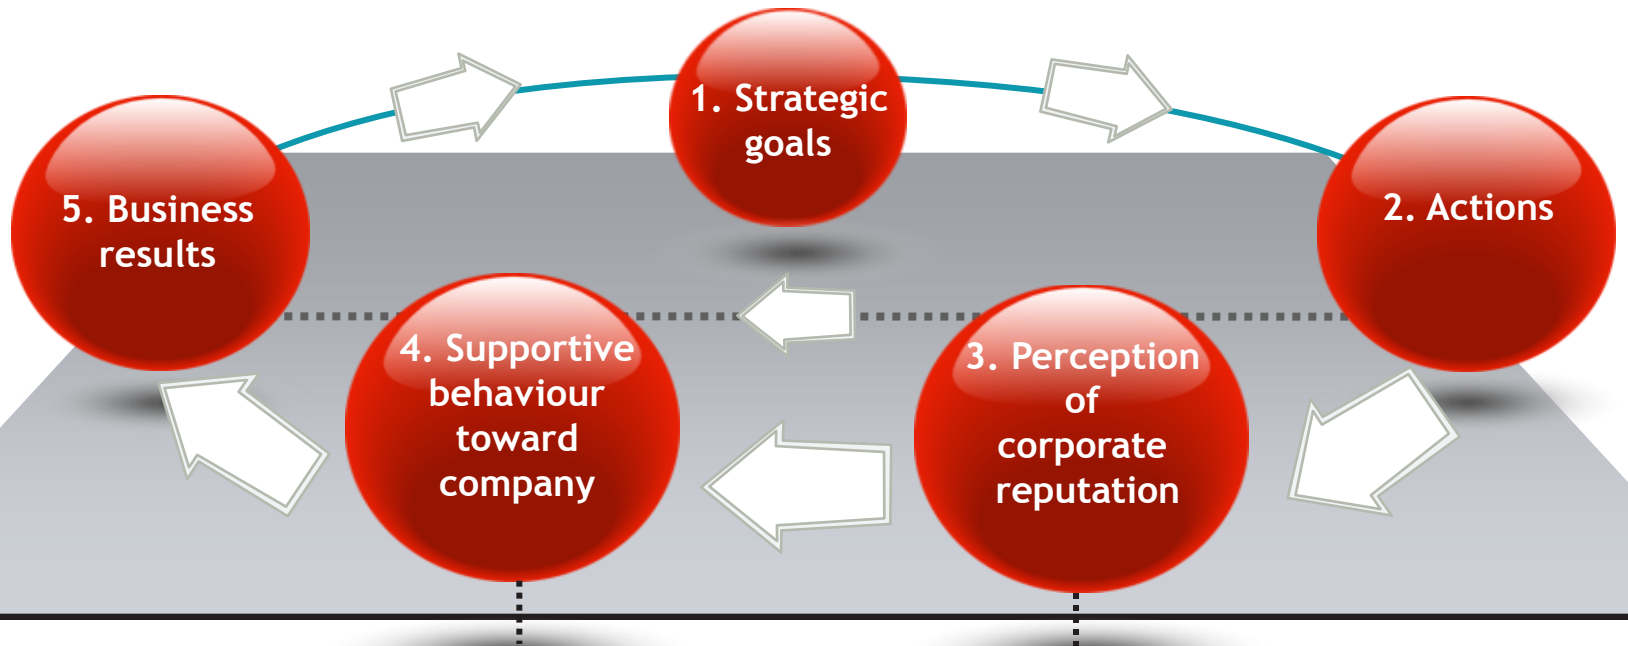 1. Strategic
goals
2. Actions
3. Perception
of
corporate
reputation
4. Supportive
behaviour
toward
company
5. Business
results